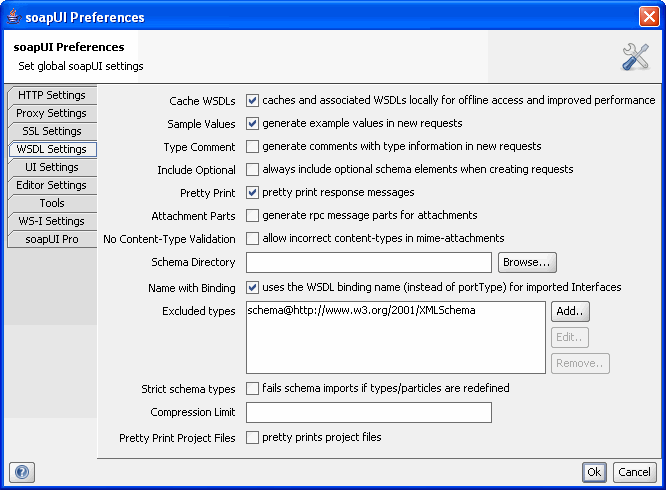 soapUI Preferences
soapUI Preferences
Set global soapUI settings
HTTP Settings
Proxy Settings
SSL Settings
WSDL Settings
UI Settings
Editor Settings
Tools
WS-I Settings
soapUI Pro
Cache WSDLs caches and associated WSDLs locally for offline access and improved performance
Sample Values generate example values in new requests
Type Comment generate comments with type information in new requests
Include Optional always include optional schema elements when creating requests
Pretty Print pretty print response messages
Attachment Parts generate rpc message parts for attachments
No Content-Type Validation allow incorrect content-types in mime-attachments
Schema Directory Browse...
Name with Binding uses the WSDL binding name (instead of portType) for imported Interfaces
Excluded types schema@http://www.w3.org/2001/XMLSchema Add..
Edit..
Remove..
Strict schema types fails schema imports if types/particles are redefined
Compression Limit
Pretty Print Project Files pretty prints project files
? Ok Cancel